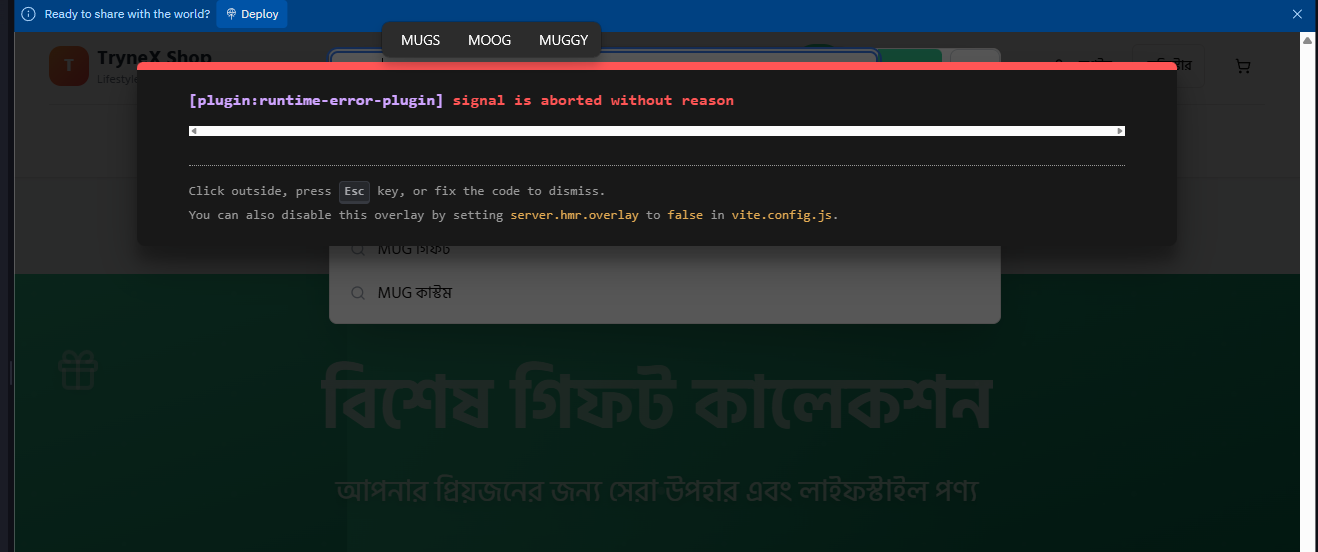 Ready to share with the world? Deploy
MUGS MOOG MUGGY
T TryneX Shop
Lifestyle
[plugin:runtime-error-plugin] signal is aborted without reason
Click outside, press Esc key, or fix the code to dismiss.
You can also disable this overlay by setting server.hmr.overlay to false in vite.config.js.
MUG গিফট
MUG কাস্টম
বিশেষ গিফট কালেকশন
আপনার প্রিয়জনের জন্য সেরা উপহার এবং লাইফস্টাইল পণ্য